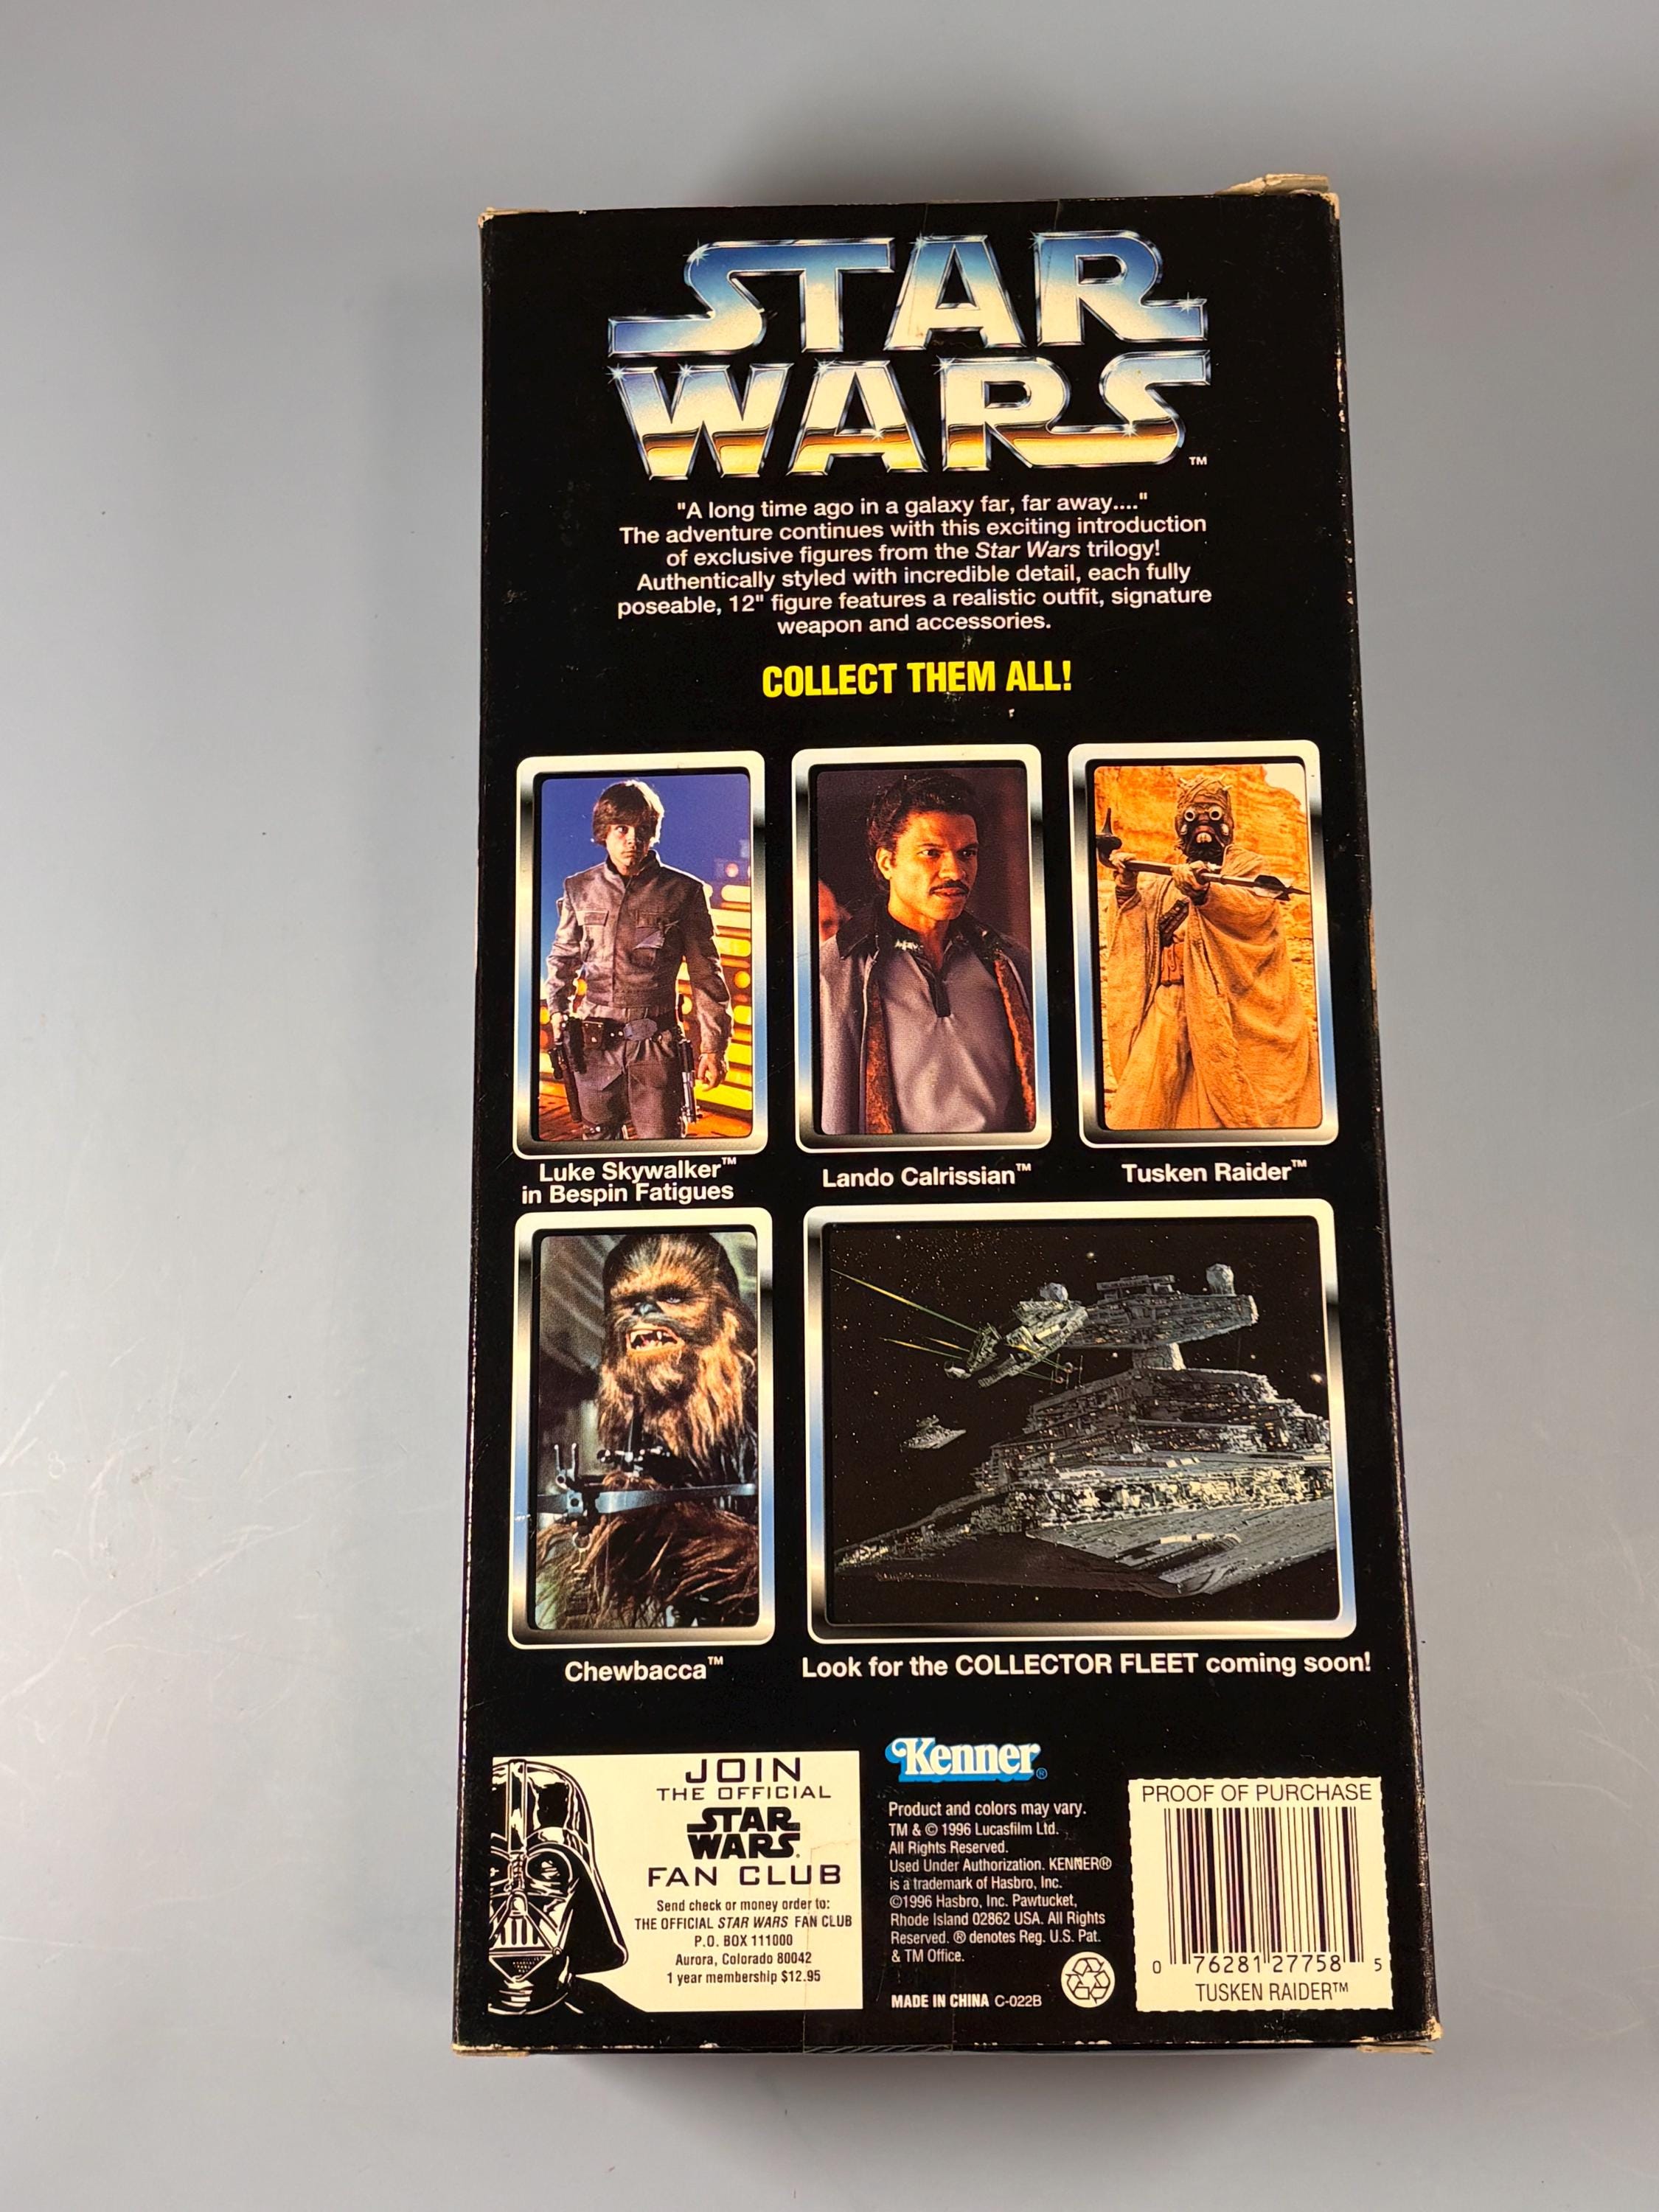 STAR
WARS™
"A long time ago in a galaxy far, far away...."
The adventure continues with this exciting introduction
of exclusive figures from the Star Wars trilogy!
Authentically styled with incredible detail, each fully
poseable, 12" figure features a realistic outfit, signature
weapon and accessories.
COLLECT THEM ALL!
Luke Skywalker™
in Bespin Fatigues
Lando Calrissian™
Tusken Raider™
Chewbacca™
Look for the COLLECTOR FLEET coming soon!
JOIN
THE OFFICIAL
STAR
WARS®
FAN CLUB
Send check or money order to:
THE OFFICIAL STAR WARS FAN CLUB
P.O. BOX 111000
Aurora, Colorado 80042
1 year membership $12.95
Kenner®
Product and colors may vary.
TM & © 1996 Lucasfilm Ltd.
All Rights Reserved.
Used Under Authorization. KENNER®
is a trademark of Hasbro, Inc.
©1996 Hasbro, Inc. Pawtucket,
Rhode Island 02862 USA. All Rights
Reserved. ® denotes Reg. U.S. Pat.
& TM Office.
MADE IN CHINA C-022B
PROOF OF PURCHASE
0 76281 27758 5
TUSKEN RAIDER™